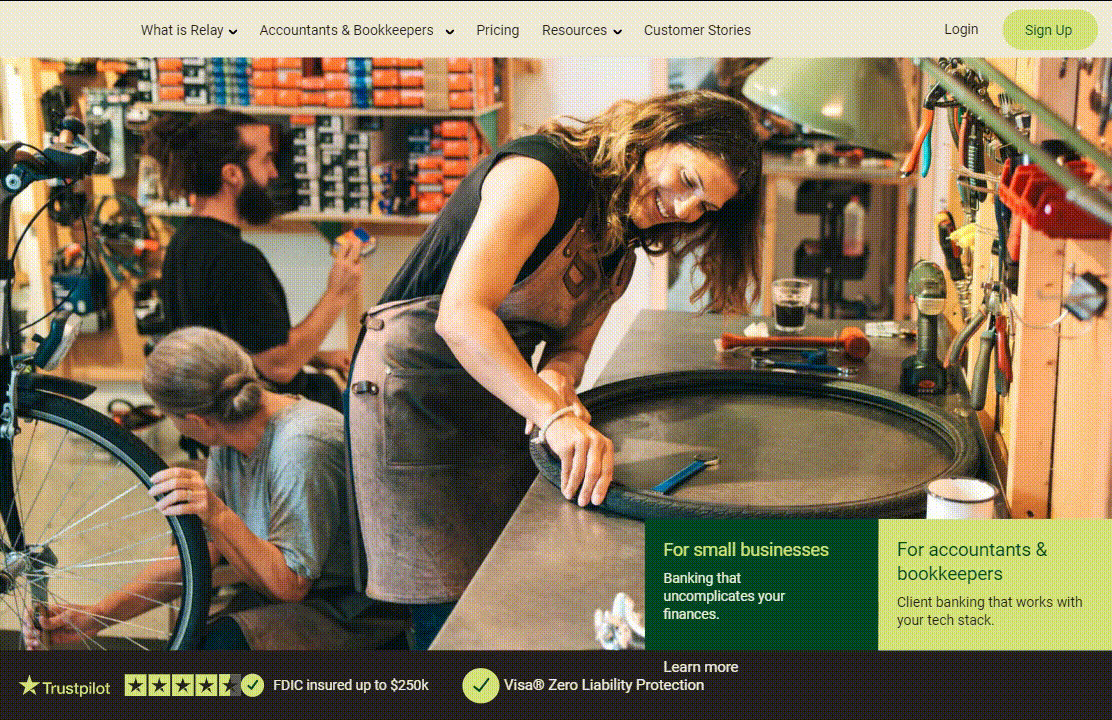 What is Relay
Accountants & Bookkeepers
Pricing
Resources
Customer Stories
Login
Sign Up
For small businesses
Banking that
uncomplicates your
finances.
Learn more
For accountants &
bookkeepers
Client banking that works with
your tech stack.
Trustpilot
FDIC insured up to $250k
Visa® Zero Liability Protection